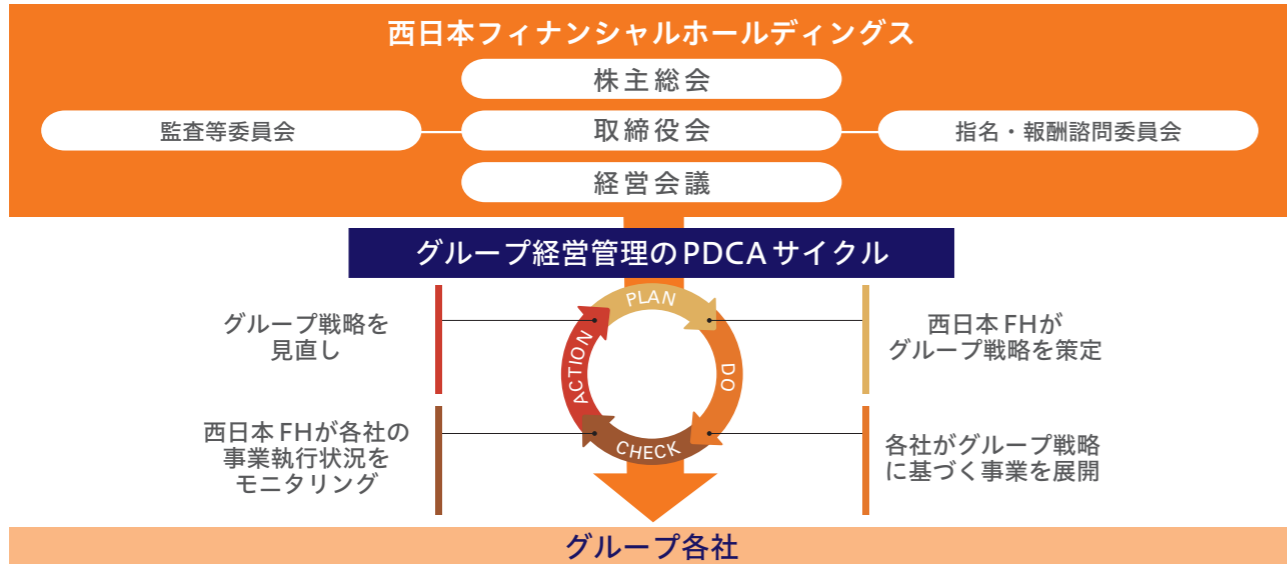 西日本フィナンシャルホールディングス
株主総会
監査等委員会
取締役会
指名・報酬諮問委員会
経営会議
グループ経営管理のPDCAサイクル
PLAN
DO
CHECK
ACTION
グループ戦略を
見直し
西日本FHが
グループ戦略を策定
西日本FHが各社の
事業執行状況を
モニタリング
各社がグループ戦略
に基づく事業を展開
グループ各社